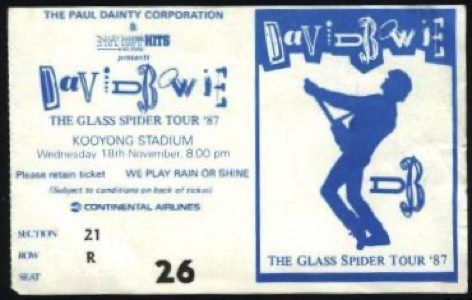 THE PAUL DAINTY CORPORATION
&
HITS
presents
DaViD BoWiE
THE GLASS SPIDER TOUR '87
KOOYONG STADIUM
Wednesday 18th November, 8.00 pm
Please retain ticket WE PLAY RAIN OR SHINE
(Subject to conditions on back of ticket)
CONTINENTAL AIRLINES
SECTION 21
ROW R
SEAT 26
DaViD BoWiE
DB
THE GLASS SPIDER TOUR '87